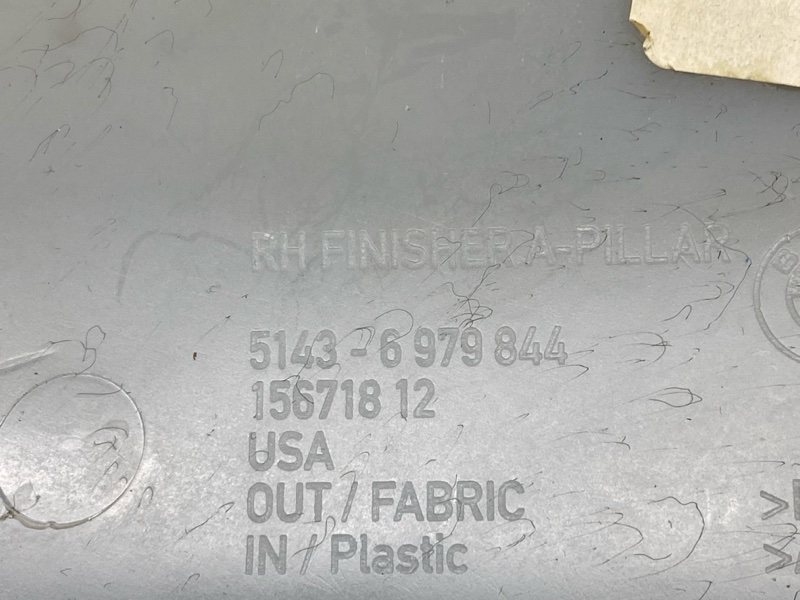 RH FINISHER A-PILLAR
5143 - 6 979 844
156718 12
USA
OUT / FABRIC
IN / Plastic